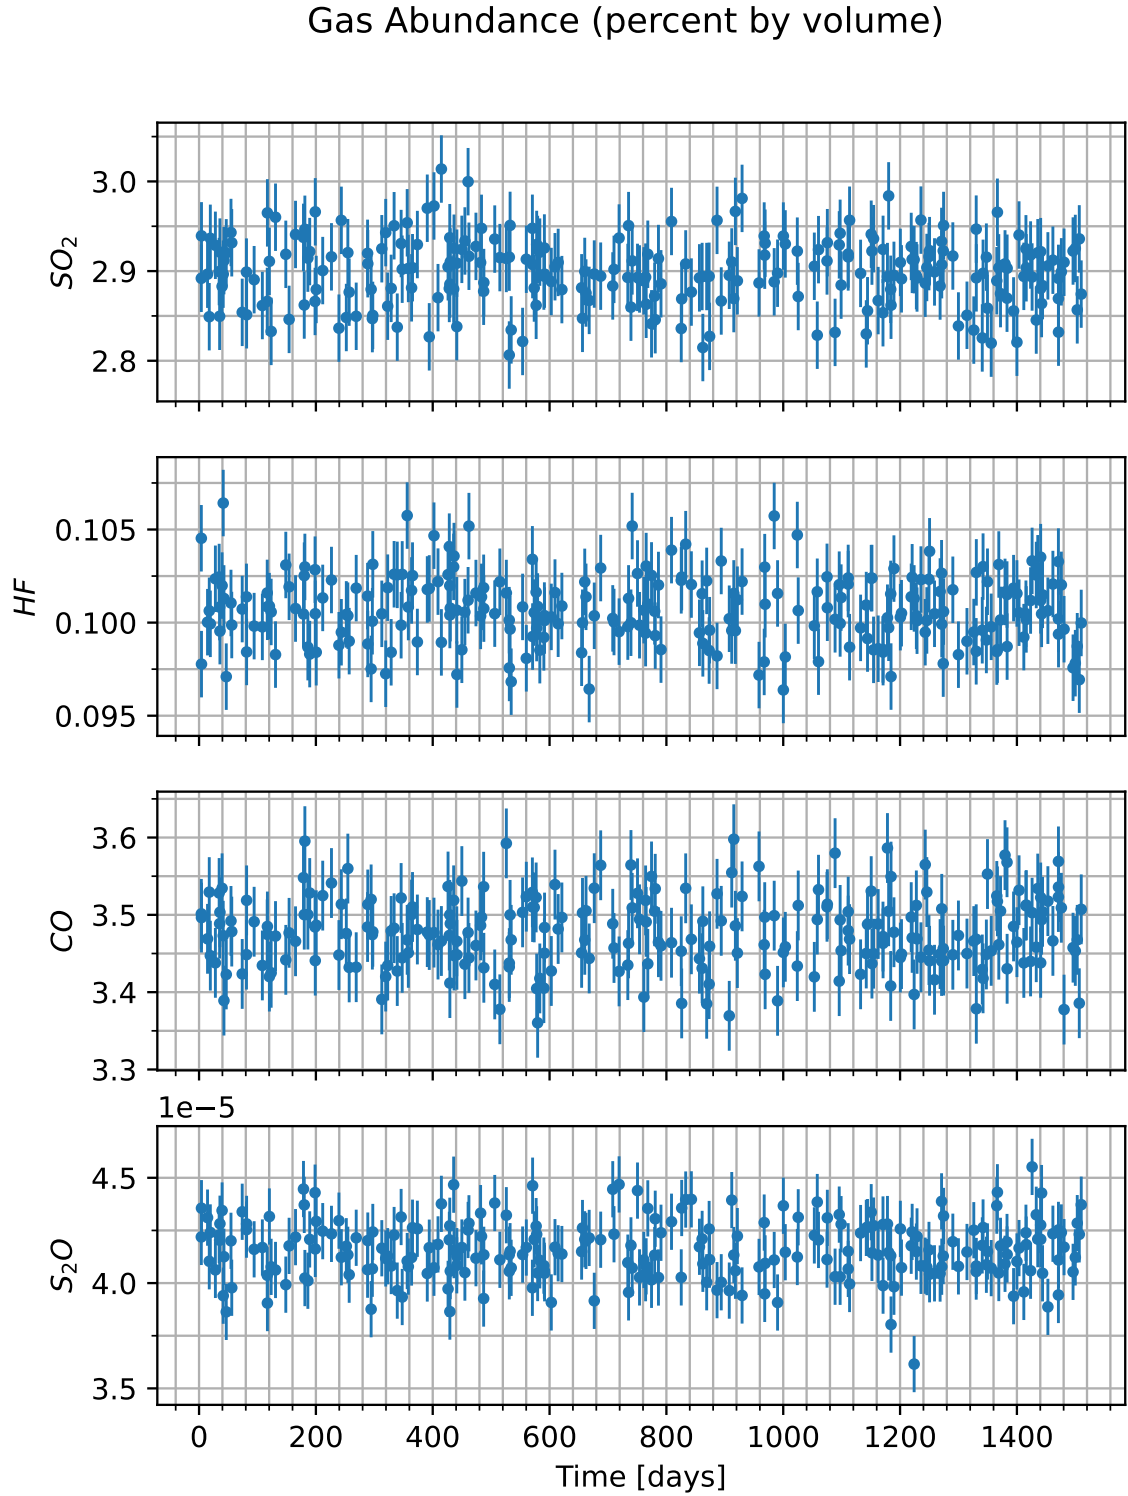 Gas Abundance (percent by volume)
SO₂
3.0
2.9
2.8
HF
0.105
0.100
0.095
CO
3.6
3.5
3.4
3.3
1e−5
S₂O
4.5
4.0
3.5
0 200 400 600 800 1000 1200 1400
Time [days]